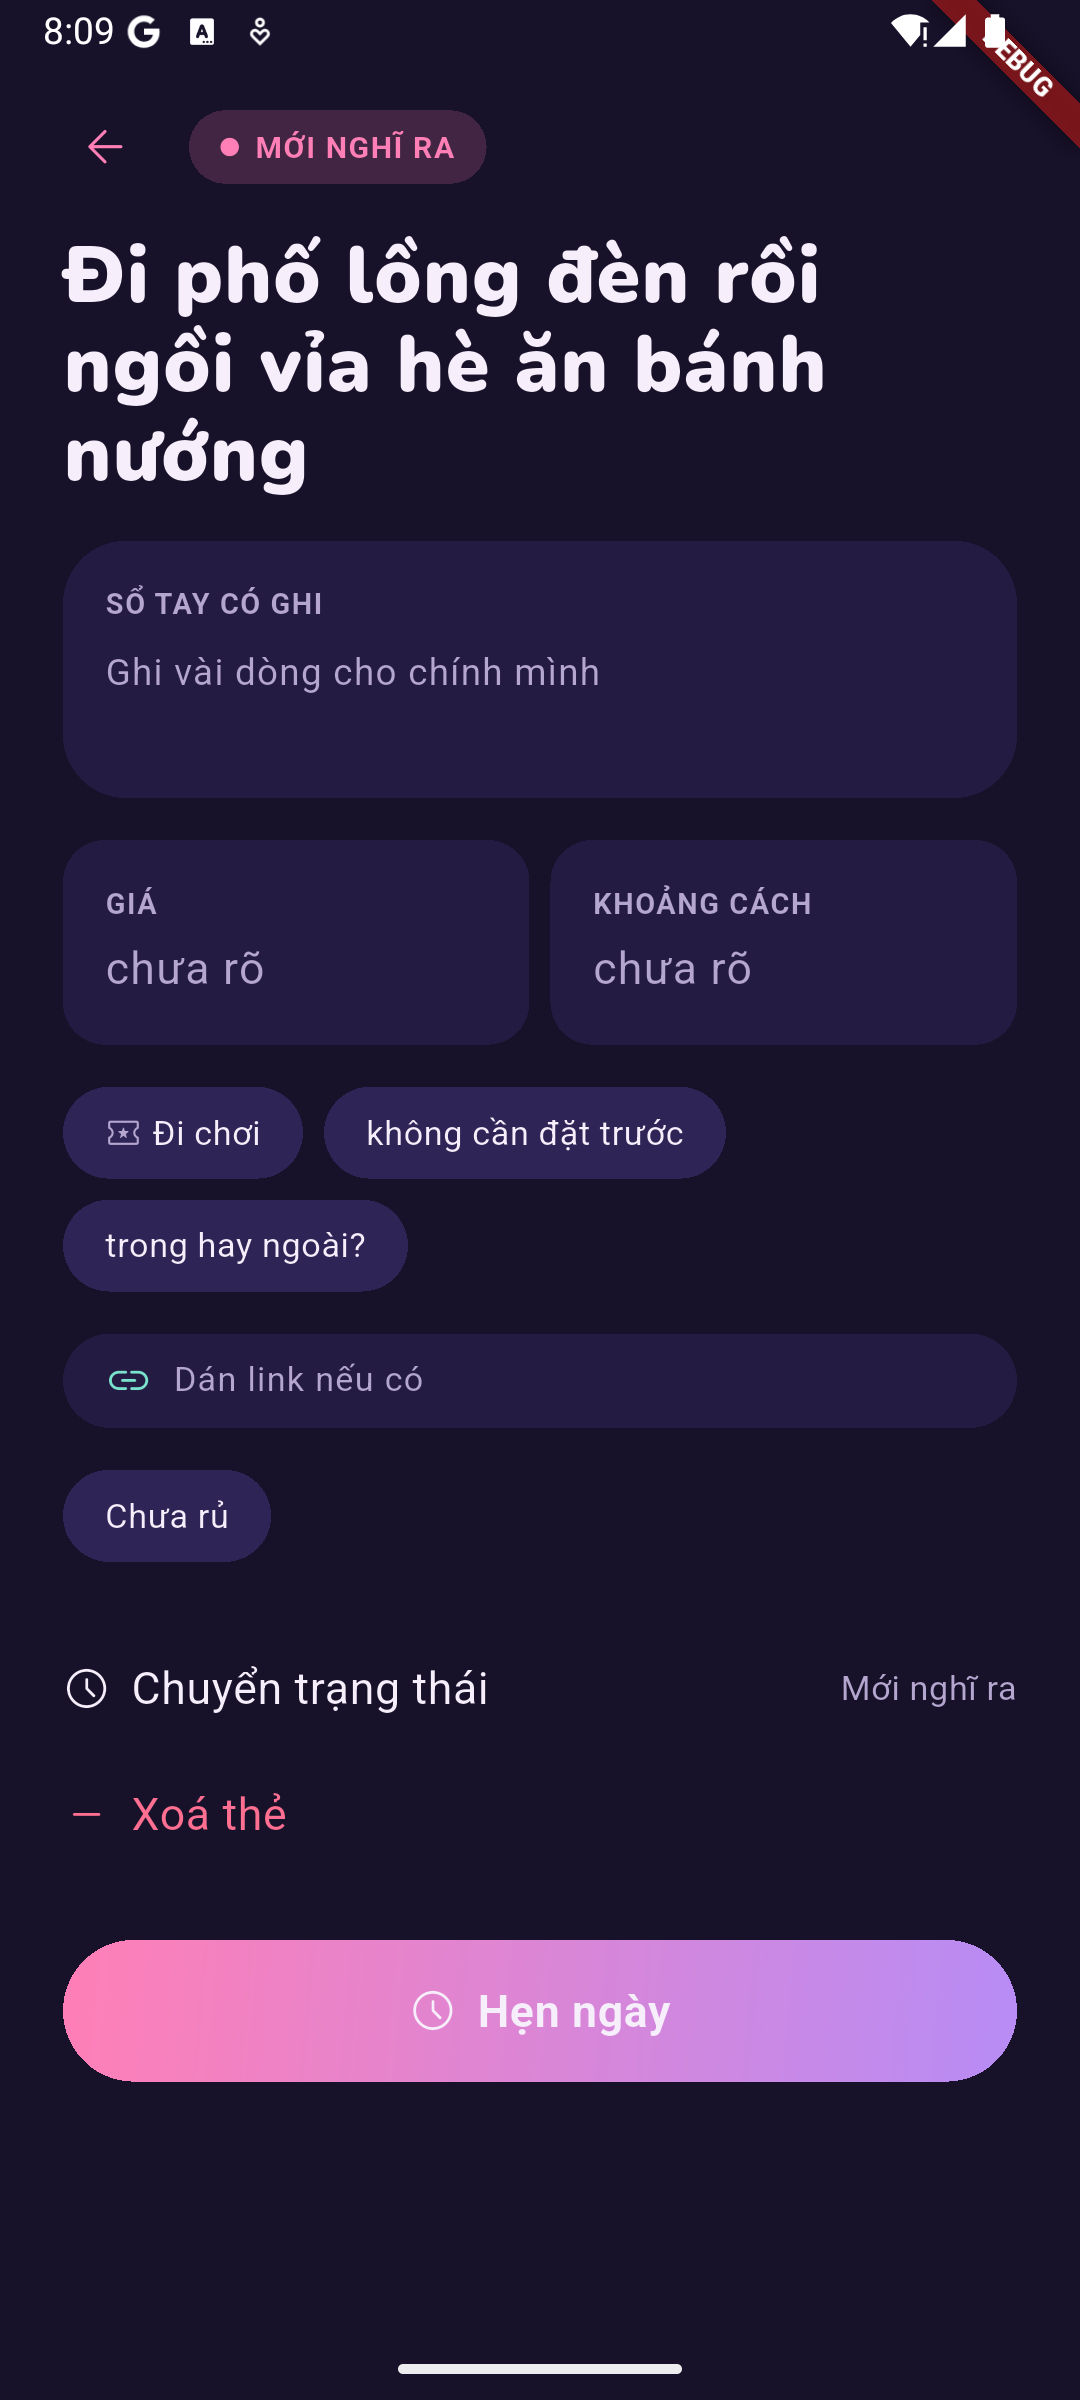 8:09
EBUG
MỚI NGHĨ RA
Đi phố lồng đèn rồi
ngồi vỉa hè ăn bánh
nướng
SỔ TAY CÓ GHI
Ghi vài dòng cho chính mình
GIÁ
chưa rõ
KHOẢNG CÁCH
chưa rõ
Đi chơi
không cần đặt trước
trong hay ngoài?
Dán link nếu có
Chưa rủ
Chuyển trạng thái
Mới nghĩ ra
Xoá thẻ
Hẹn ngày